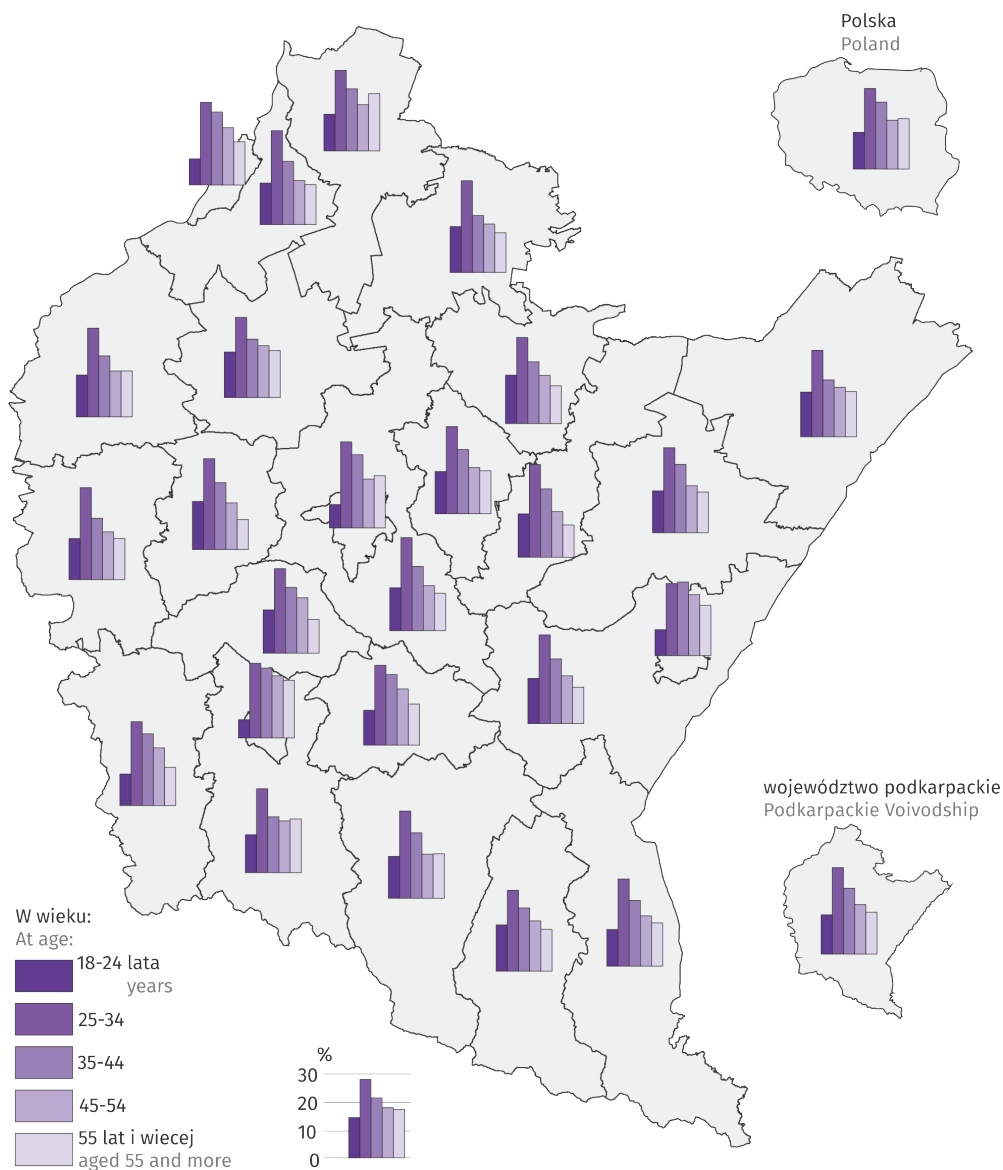 Polska
Poland
województwo podkarpackie
Podkarpackie Voivodship
W wieku:
At age:
18-24 lata
years
25-34
35-44
45-54
55 lat i wiecej
aged 55 and more
%
30
20
10
0